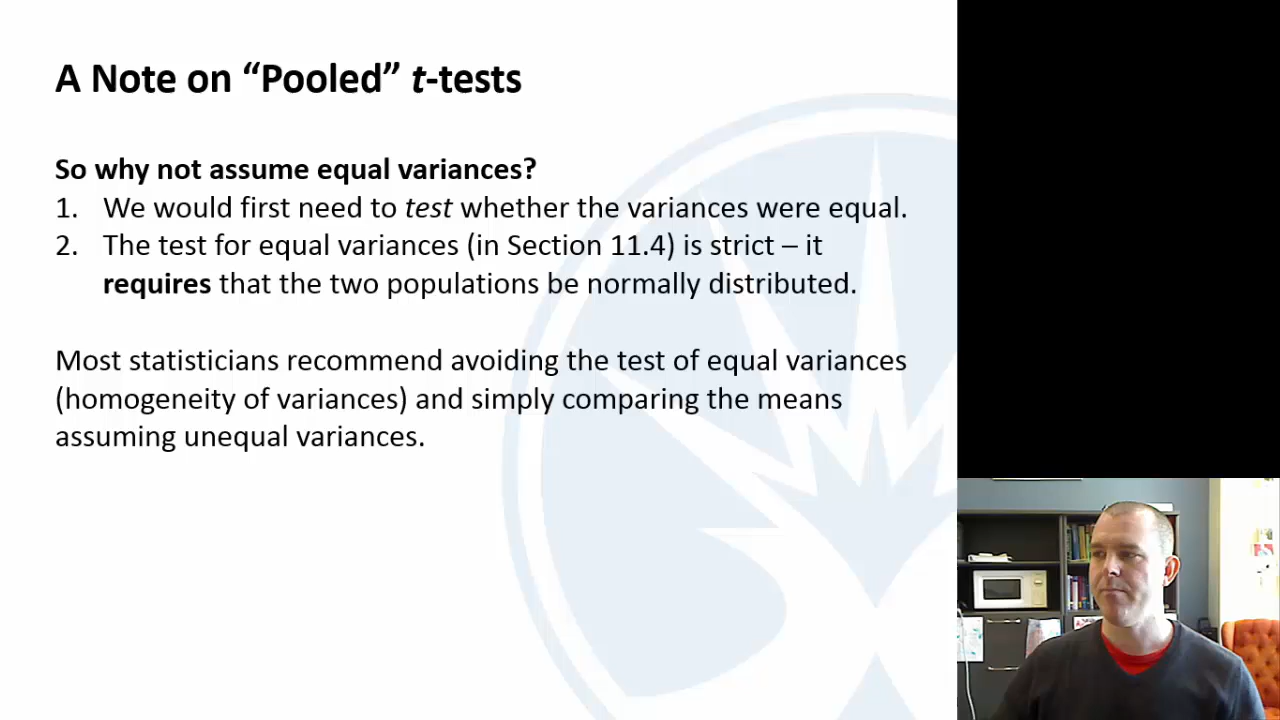 A Note on “Pooled” t-tests
So why not assume equal variances?
1. We would first need to test whether the variances were equal.
2. The test for equal variances (in Section 11.4) is strict – it
requires that the two populations be normally distributed.
Most statisticians recommend avoiding the test of equal variances
(homogeneity of variances) and simply comparing the means
assuming unequal variances.